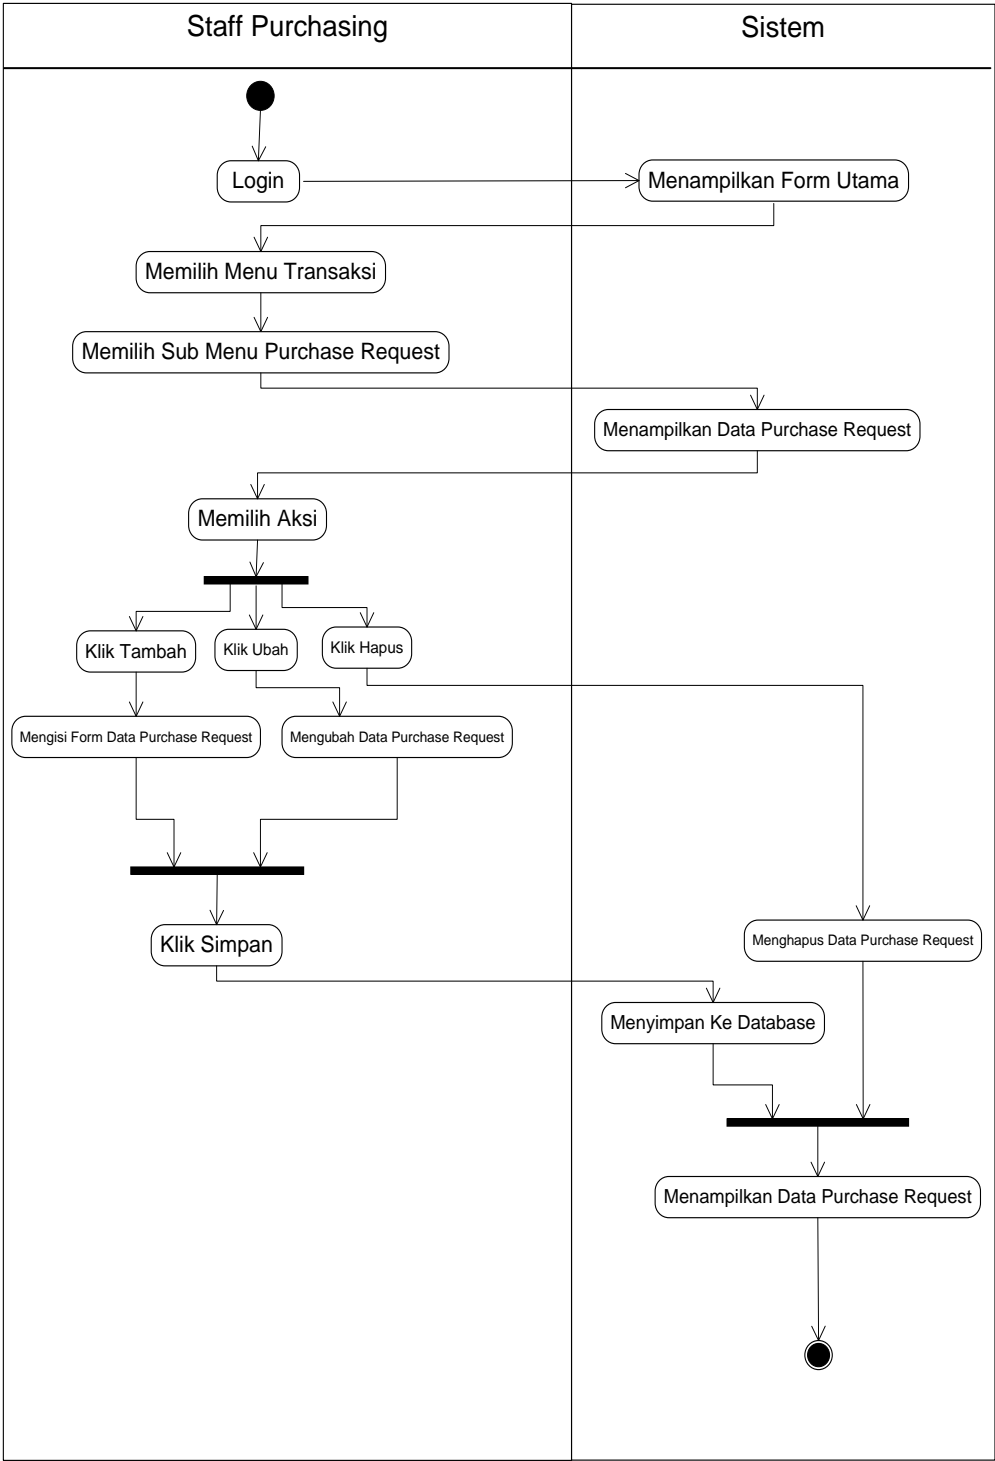 Staff Purchasing
Sistem
Login
Menampilkan Form Utama
Memilih Menu Transaksi
Memilih Sub Menu Purchase Request
Menampilkan Data Purchase Request
Memilih Aksi
Klik Tambah
Klik Ubah
Klik Hapus
Mengisi Form Data Purchase Request
Mengubah Data Purchase Request
Klik Simpan
Menghapus Data Purchase Request
Menyimpan Ke Database
Menampilkan Data Purchase Request